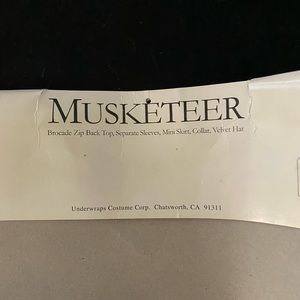 MUSKETEER
Brocade Zip Back Top, Separate Sleeves, Mini Skirt, Collar, Velvet Hat
Underwraps Costume Corp. Chatsworth, CA 91311